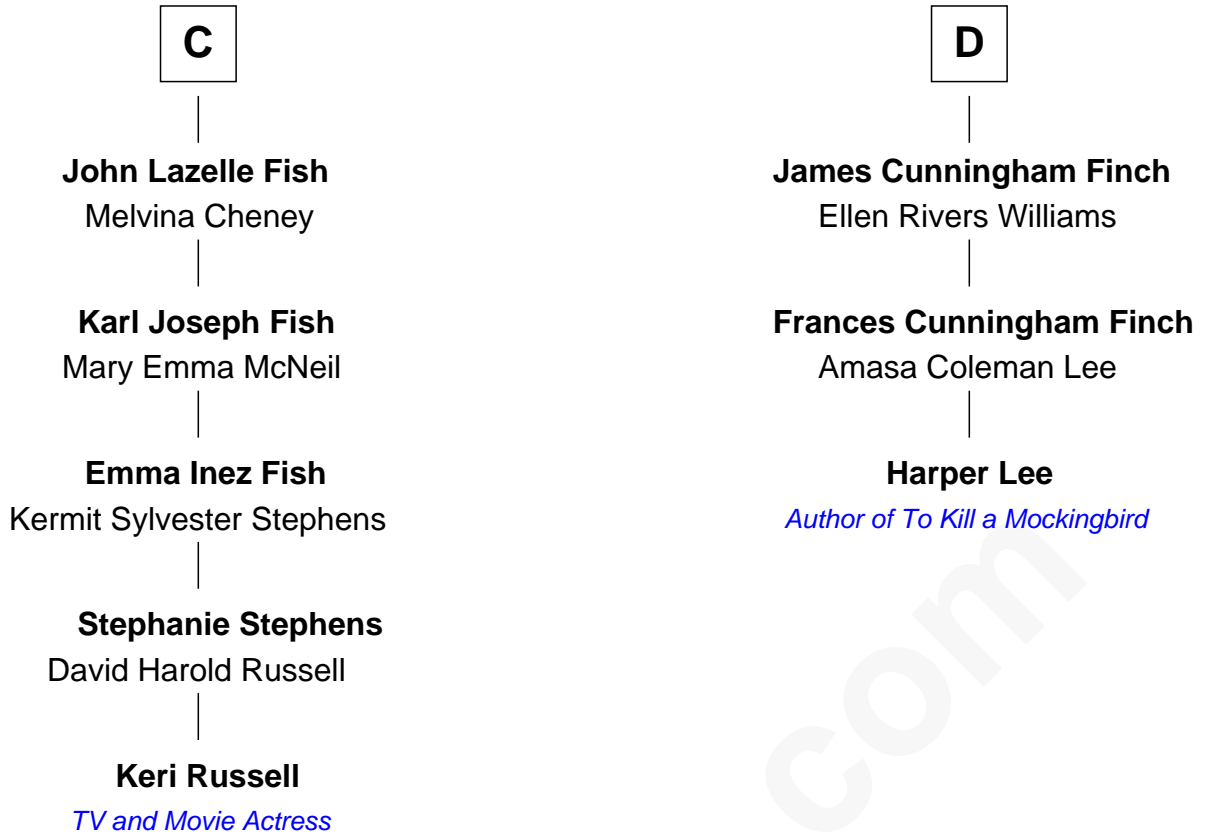 C
John Lazelle Fish
Melvina Cheney
Karl Joseph Fish
Mary Emma McNeil
Emma Inez Fish
Kermit Sylvester Stephens
Stephanie Stephens
David Harold Russell
Keri Russell
TV and Movie Actress
D
James Cunningham Finch
Ellen Rivers Williams
Frances Cunningham Finch
Amasa Coleman Lee
Harper Lee
Author of To Kill a Mockingbird
com